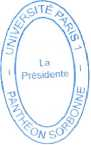 UNIVERSITÉ PARIS 1
La
Présidente
PANTHÉON SORBONNE